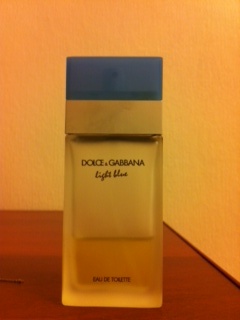 DOLCE & GABBANA
light blue
EAU DE TOILETTE